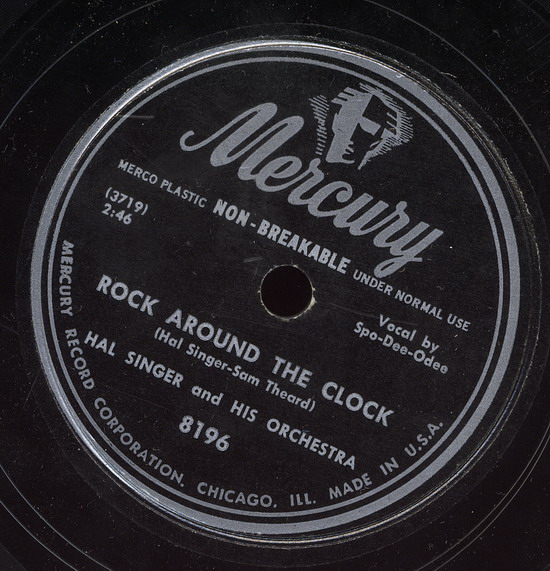 Mercury
MERCO PLASTIC NON-BREAKABLE UNDER NORMAL USE
(3719)
2:46
Vocal by
Spo-Dee-Odee
ROCK AROUND THE CLOCK
(Hal Singer-Sam Theard)
HAL SINGER and HIS ORCHESTRA
8196
MERCURY RECORD CORPORATION, CHICAGO, ILL. MADE IN U.S.A.